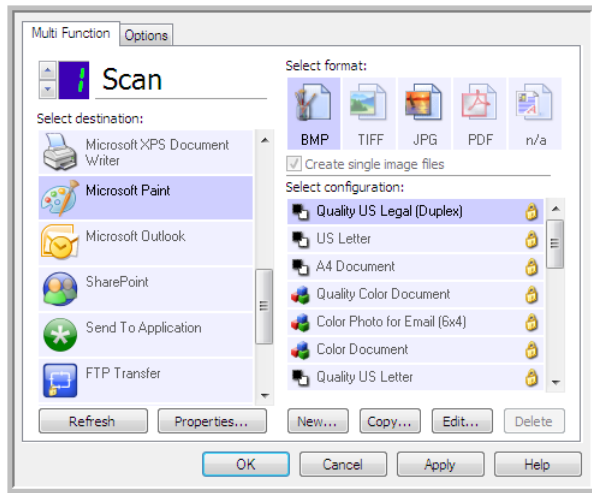 Multi Function
Options
1
Scan
Select destination:
Microsoft XPS Document
Writer
Microsoft Paint
Microsoft Outlook
SharePoint
Send To Application
FTP Transfer
Refresh
Properties...
Select format:
BMP
TIFF
JPG
PDF
n/a
Create single image files
Select configuration:
Quality US Legal (Duplex)
US Letter
A4 Document
Quality Color Document
Color Photo for Email (6x4)
Color Document
Quality US Letter
New...
Copy...
Edit...
Delete
OK
Cancel
Apply
Help